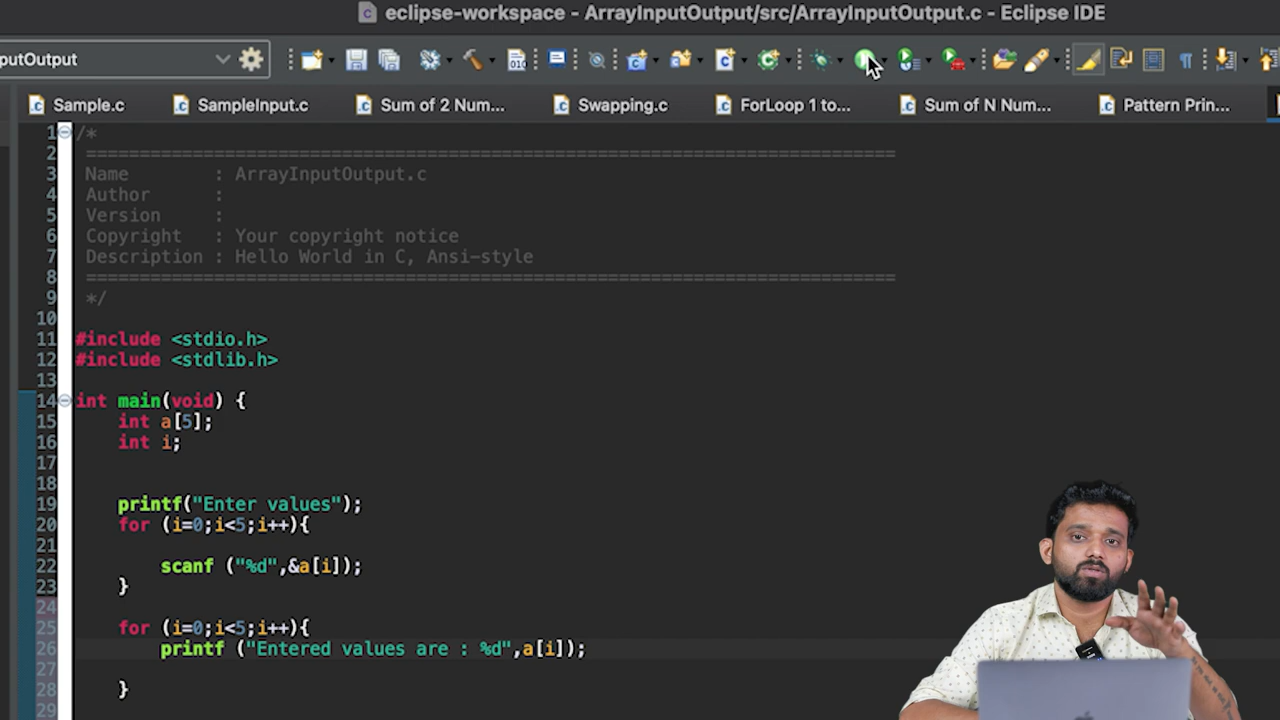 eclipse-workspace - ArrayInputOutput/src/ArrayInputOutput.c - Eclipse IDE
putOutput
010
Sample.c SampleInput.c Sum of 2 Num... Swapping.c ForLoop 1 to... Sum of N Num... Pattern Prin...
1 /*
2 ============================================================================
3 Name : ArrayInputOutput.c
4 Author :
5 Version :
6 Copyright : Your copyright notice
7 Description : Hello World in C, Ansi-style
8 ============================================================================
9 */
10
11 #include <stdio.h>
12 #include <stdlib.h>
13
14 int main(void) {
15 int a[5];
16 int i;
17
18
19 printf("Enter values");
20 for (i=0;i<5;i++){
21
22 scanf ("%d",&a[i]);
23 }
24
25 for (i=0;i<5;i++){
26 printf ("Entered values are : %d",a[i]);
27
28 }
29